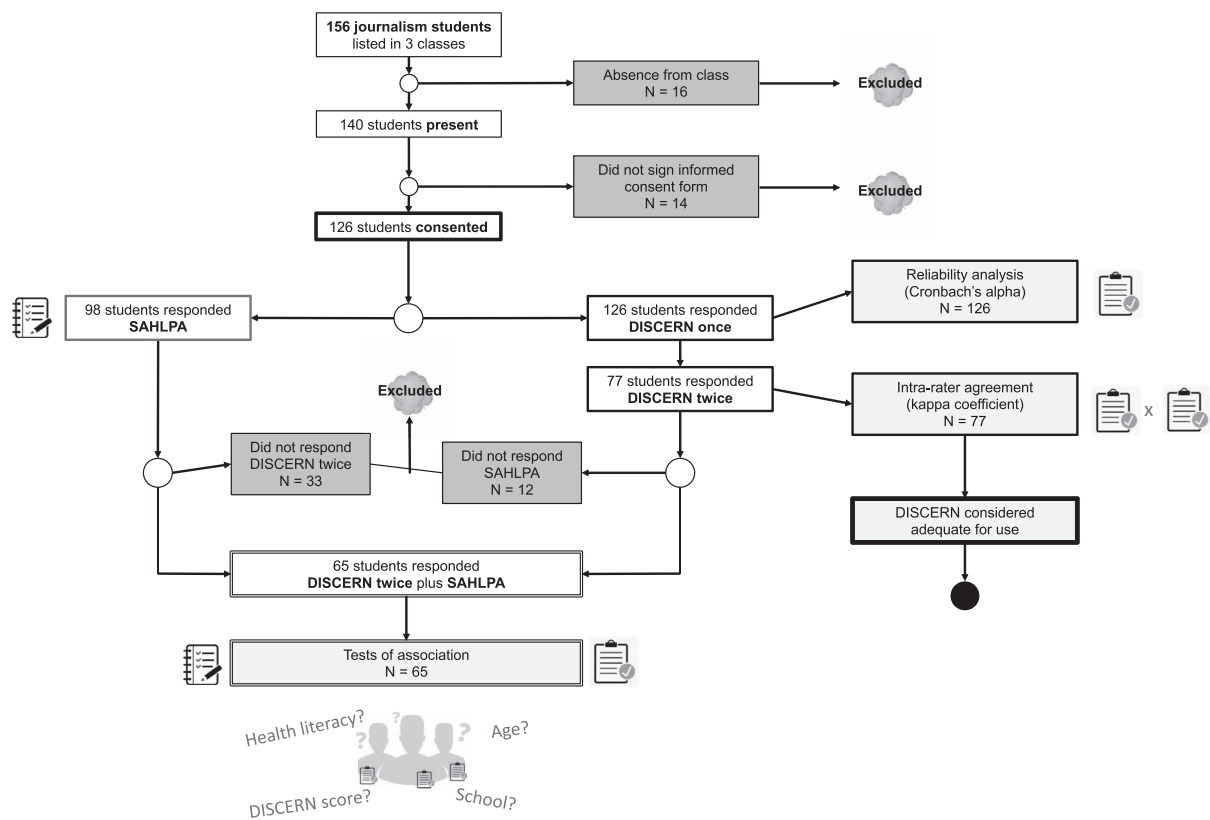 156 journalism students
listed in 3 classes
Absence from class
N = 16
Excluded
140 students present
Did not sign informed
consent form
N = 14
Excluded
126 students consented
98 students responded
SAHLPA
126 students responded
DISCERN once
Reliability analysis
(Cronbach's alpha)
N = 126
77 students responded
DISCERN twice
Excluded
Intra-rater agreement
(kappa coefficient)
N = 77
x
Did not respond
DISCERN twice
N = 33
Did not respond
SAHLPA
N = 12
DISCERN considered
adequate for use
65 students responded
DISCERN twice plus SAHLPA
Tests of association
N = 65
Health literacy?
? ? ? ?
Age?
DISCERN score?
School?